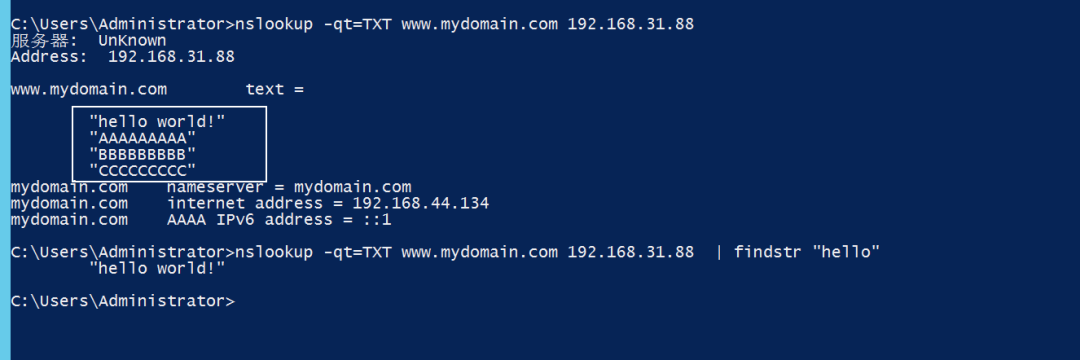 C:\Users\Administrator>nslookup -qt=TXT www.mydomain.com 192.168.31.88
服务器:  UnKnown
Address:  192.168.31.88
www.mydomain.com        text =
"hello world!"
"AAAAAAAAA"
"BBBBBBBBB"
"CCCCCCCCC"
mydomain.com    nameserver = mydomain.com
mydomain.com    internet address = 192.168.44.134
mydomain.com    AAAA IPv6 address = ::1
C:\Users\Administrator>nslookup -qt=TXT www.mydomain.com 192.168.31.88  | findstr "hello"
"hello world!"
C:\Users\Administrator>